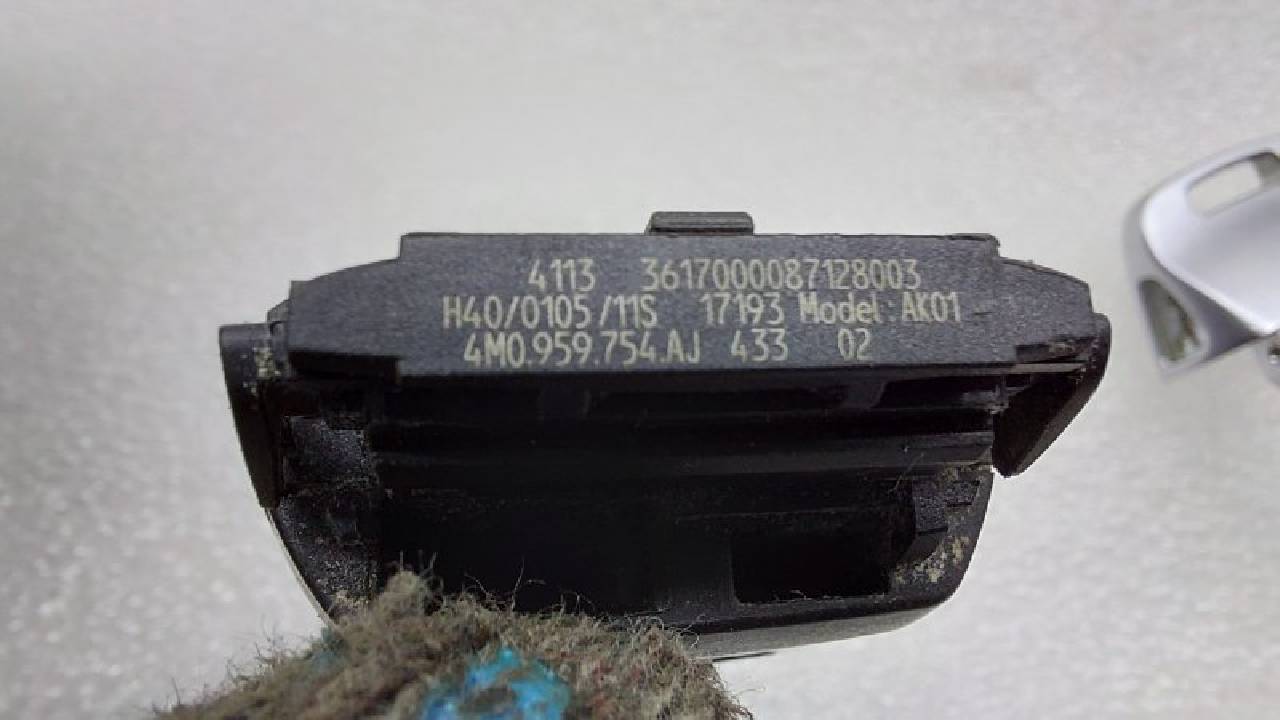 4113 3617000087128003
H40/0105/11S 17193 Model: AK01
4M0.959.754.AJ 433 02